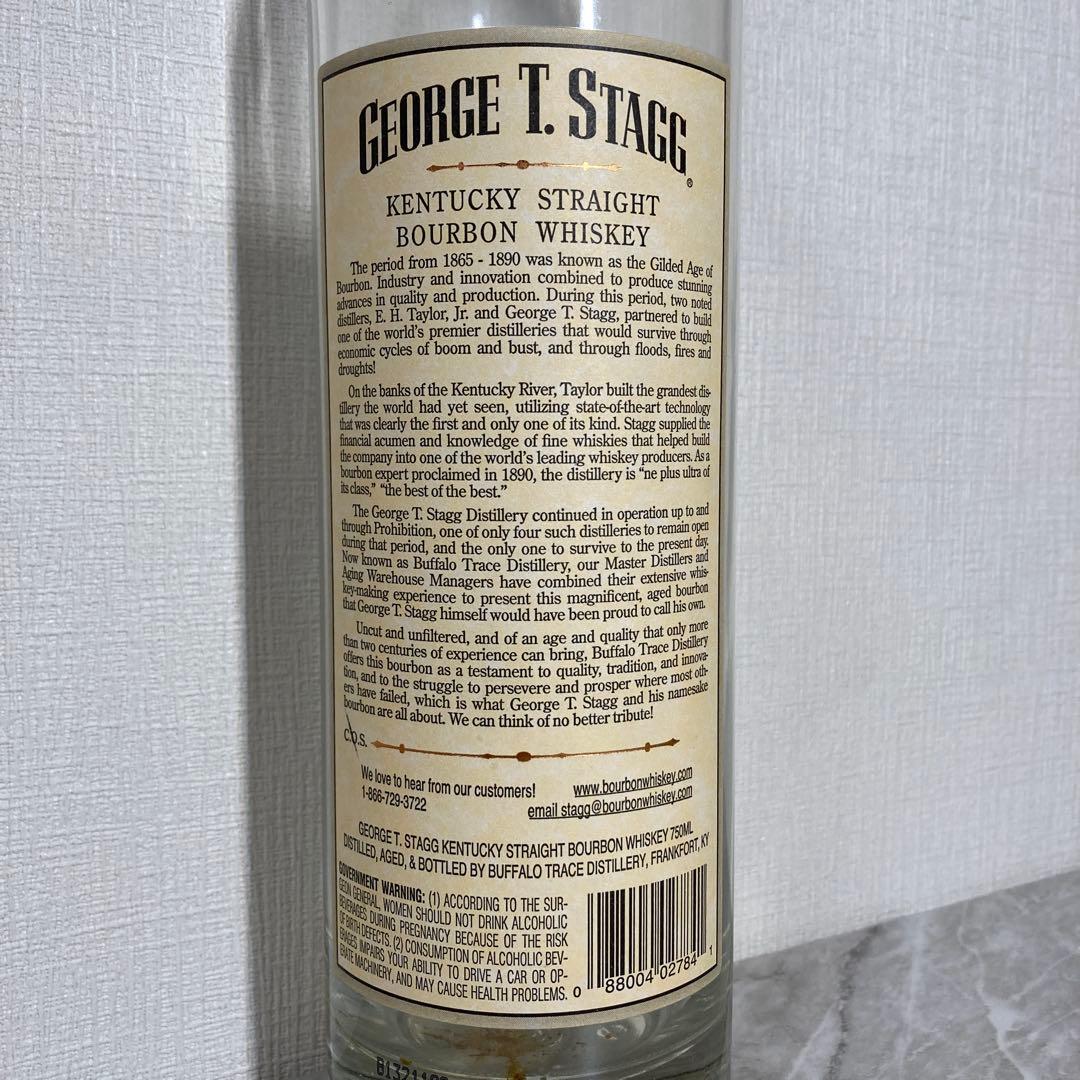 GEORGE T. STAGG®
KENTUCKY STRAIGHT
BOURBON WHISKEY
The period from 1865 - 1890 was known as the Gilded Age of
Bourbon. Industry and innovation combined to produce stunning
advances in quality and production. During this period, two noted
distillers, E. H. Taylor, Jr. and George T. Stagg, partnered to build
one of the world's premier distilleries that would survive through
economic cycles of boom and bust, and through floods, fires and
droughts!
On the banks of the Kentucky River, Taylor built the grandest dis-
tillery the world had yet seen, utilizing state-of-the-art technology
that was clearly the first and only one of its kind. Stagg supplied the
financial acumen and knowledge of fine whiskies that helped build
the company into one of the world's leading whiskey producers. As a
bourbon expert proclaimed in 1890, the distillery is "ne plus ultra of
its class," "the best of the best."
The George T. Stagg Distillery continued in operation up to and
through Prohibition, one of only four such distilleries to remain open
during that period, and the only one to survive to the present day.
Now known as Buffalo Trace Distillery, our Master Distillers and
Aging Warehouse Managers have combined their extensive whis-
key-making experience to present this magnificent, aged bourbon
that George T. Stagg himself would have been proud to call his own.
Uncut and unfiltered, and of an age and quality that only more
than two centuries of experience can bring, Buffalo Trace Distillery
offers this bourbon as a testament to quality, tradition, and innova-
tion, and to the struggle to persevere and prosper where most oth-
ers have failed, which is what George T. Stagg and his namesake
bourbon are all about. We can think of no better tribute!
C.O.S.
We love to hear from our customers! www.bourbonwhiskey.com
1-866-729-3722 email stagg@bourbonwhiskey.com
GEORGE T. STAGG KENTUCKY STRAIGHT BOURBON WHISKEY 750ML
DISTILLED, AGED, & BOTTLED BY BUFFALO TRACE DISTILLERY, FRANKFORT, KY
GOVERNMENT WARNING: (1) ACCORDING TO THE SUR-
GEON GENERAL, WOMEN SHOULD NOT DRINK ALCOHOLIC
BEVERAGES DURING PREGNANCY BECAUSE OF THE RISK
OF BIRTH DEFECTS. (2) CONSUMPTION OF ALCOHOLIC BEV-
ERAGES IMPAIRS YOUR ABILITY TO DRIVE A CAR OR OP-
ERATE MACHINERY, AND MAY CAUSE HEALTH PROBLEMS.
0 88004 02784 1